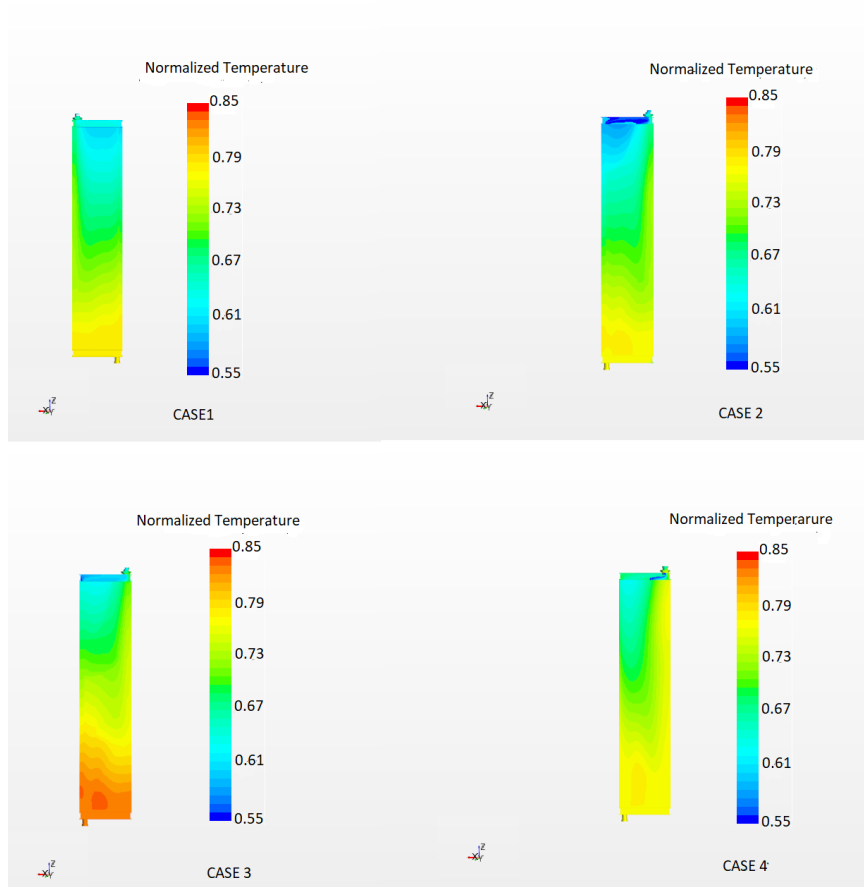 Normalized Temperature
0.85
0.79
0.73
0.67
0.61
0.55
Z
X Y
CASE1
Normalized Temperature
0.85
0.79
0.73
0.67
0.61
0.55
Z
X Y
CASE 2
Normalized Temperature
0.85
0.79
0.73
0.67
0.61
0.55
Z
X Y
CASE 3
Normalized Temperarure
0.85
0.79
0.73
0.67
0.61
0.55
Z
X Y
CASE 4